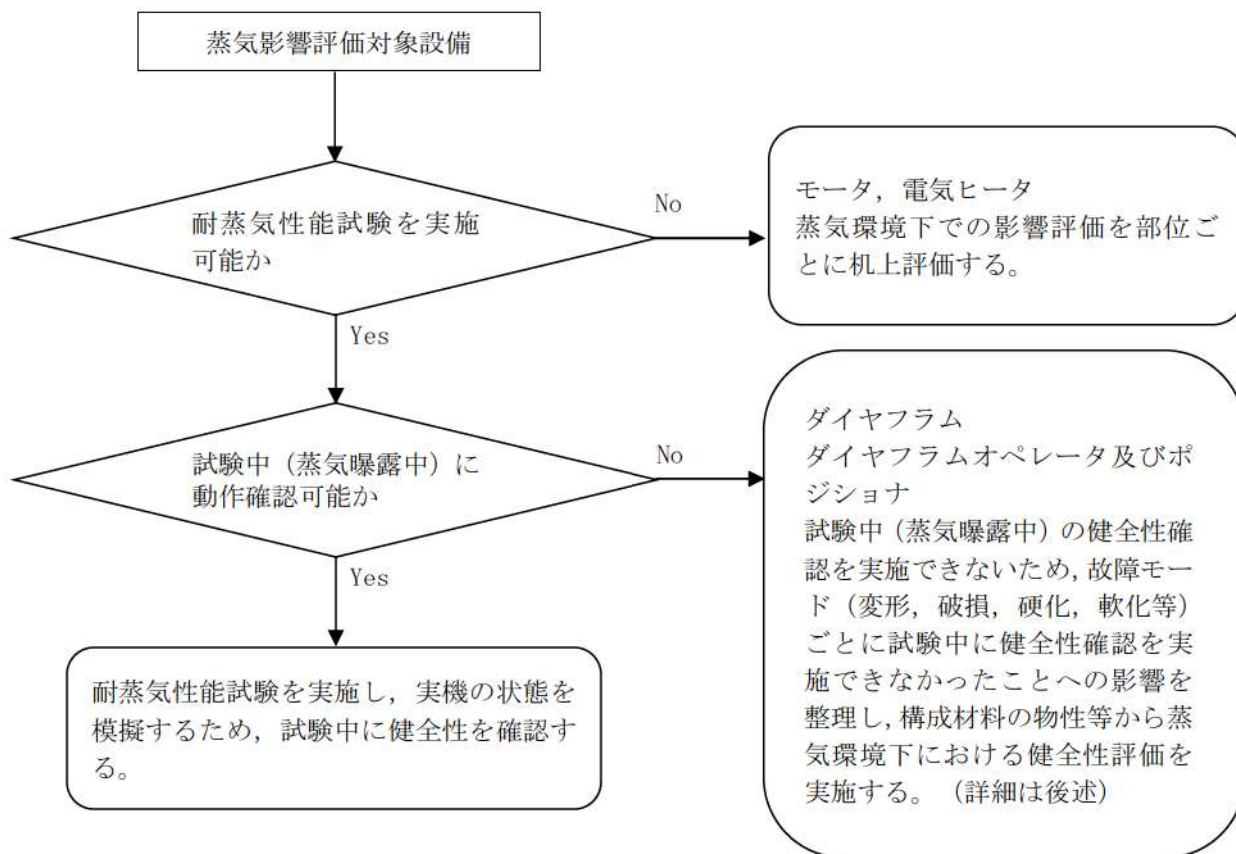 蒸気影響評価対象設備
耐蒸気性能試験を実施
可能か
No
モータ，電気ヒータ
蒸気環境下での影響評価を部位ご
とに机上評価する。
Yes
試験中（蒸気曝露中）に
動作確認可能か
No
ダイヤフラム
ダイヤフラムオペレータ及びポ
ジショナ
試験中（蒸気曝露中）の健全性確
認を実施できないため，故障モー
ド（変形，破損，硬化，軟化等）
ごとに試験中に健全性確認を実
施できなかったことへの影響を
整理し，構成材料の物性等から蒸
気環境下における健全性評価を
実施する。（詳細は後述）
Yes
耐蒸気性能試験を実施し，実機の状態を
模擬するため，試験中に健全性を確認す
る。